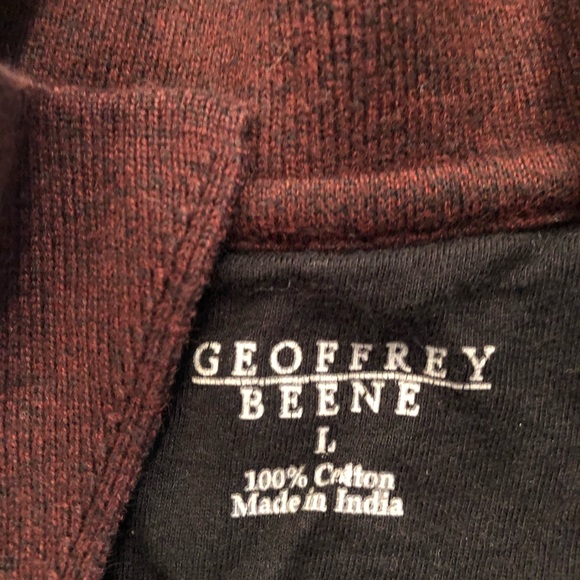 GEOFFREY
BEENE
L
100% Cotton
Made in India